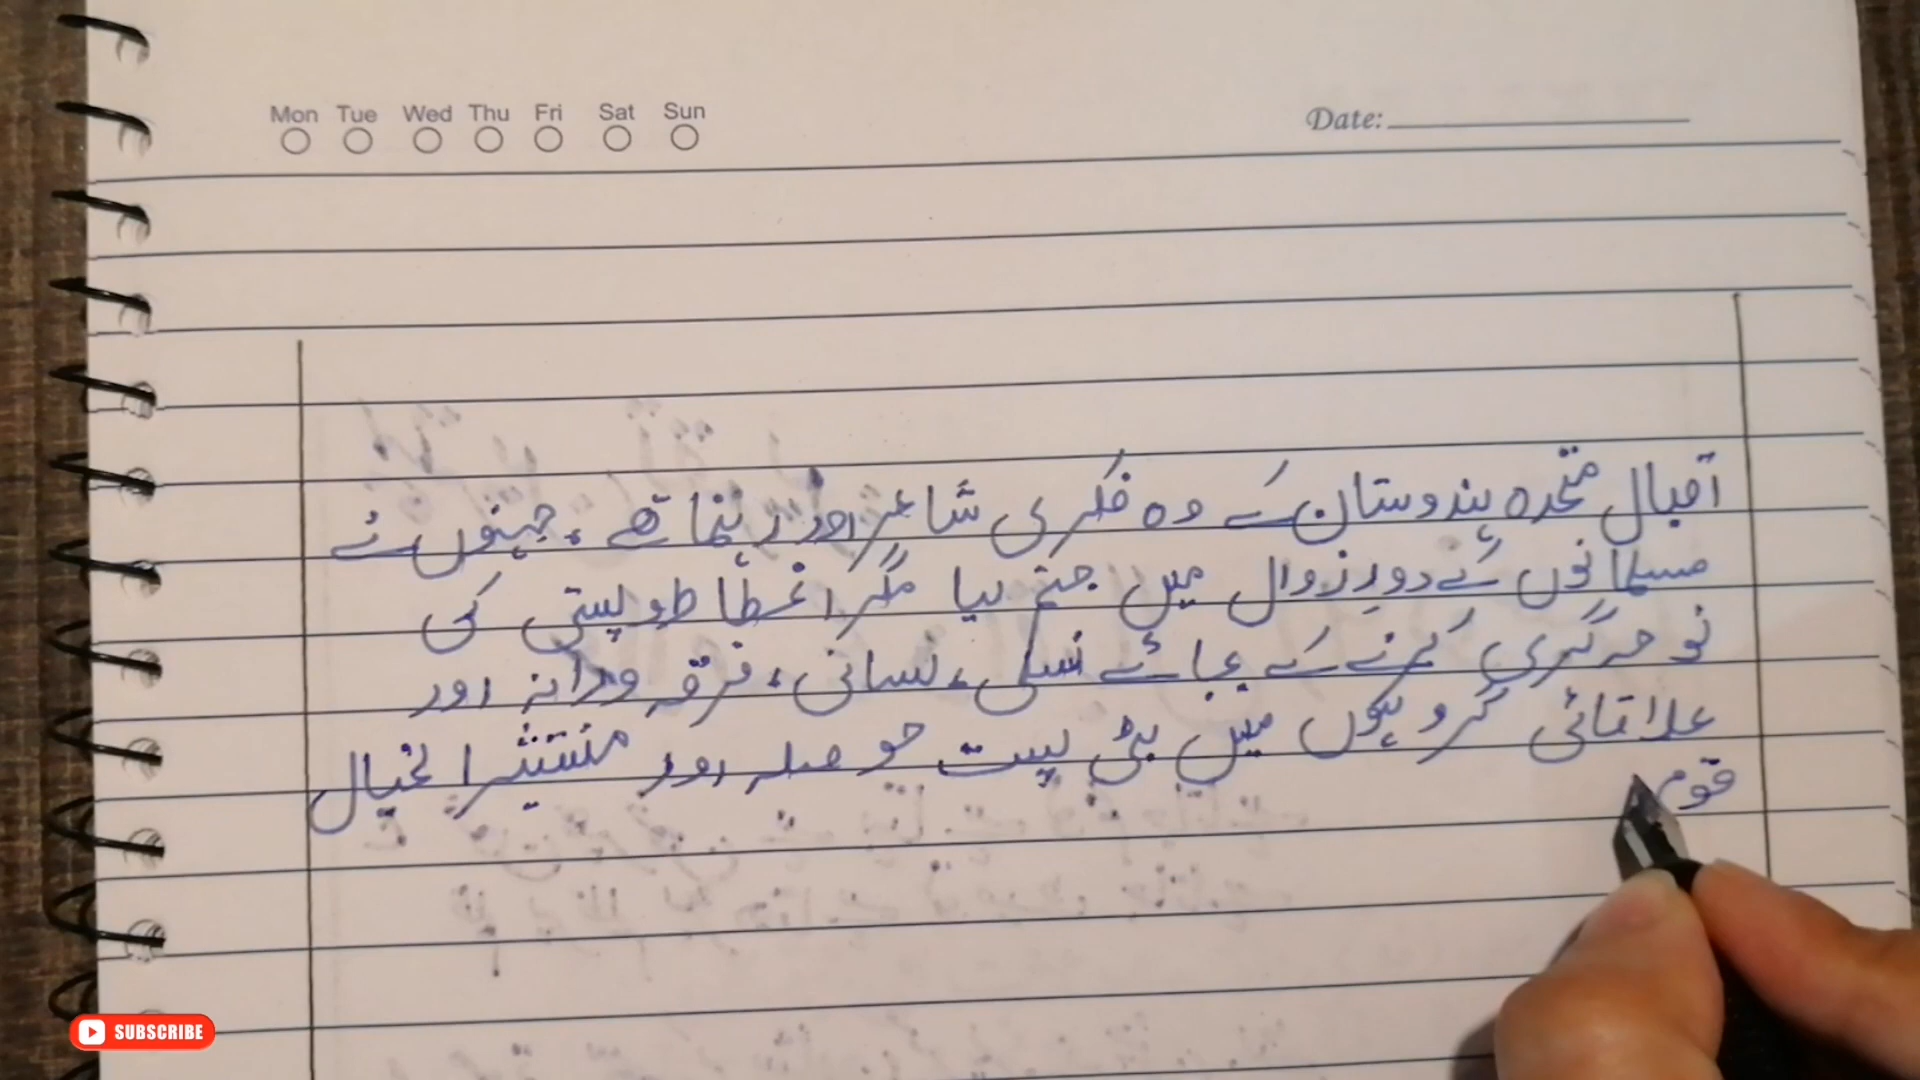 Mon Tue Wed Thu Fri Sat Sun
Date:
اقبال متحدہ ہندوستان کے وہ فکری شاعر اور رہنما تھے، جنہوں نے
مسلمانوں کے دورِ زوال میں جنم لیا مگر انحطاط و پستی کی
نوحہ گری کرنے کے بجائے نسلی، لسانی، فرقہ ورانہ اور
علاقائی گروہوں میں بٹی پست حوصلہ اور منتشر الخیال
قوم
SUBSCRIBE